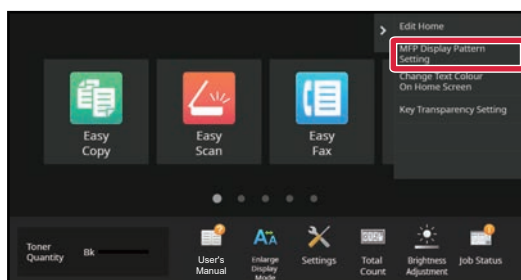 Edit Home
MFP Display Pattern
Setting
Change Text Colour
On Home Screen
Key Transparency Setting
Easy
Copy
Easy
Scan
Easy
Fax
Toner
Quantity
Bk
User's
Manual
Enlarge
Display
Mode
Settings
Total
Count
Brightness
Adjustment
Job Status